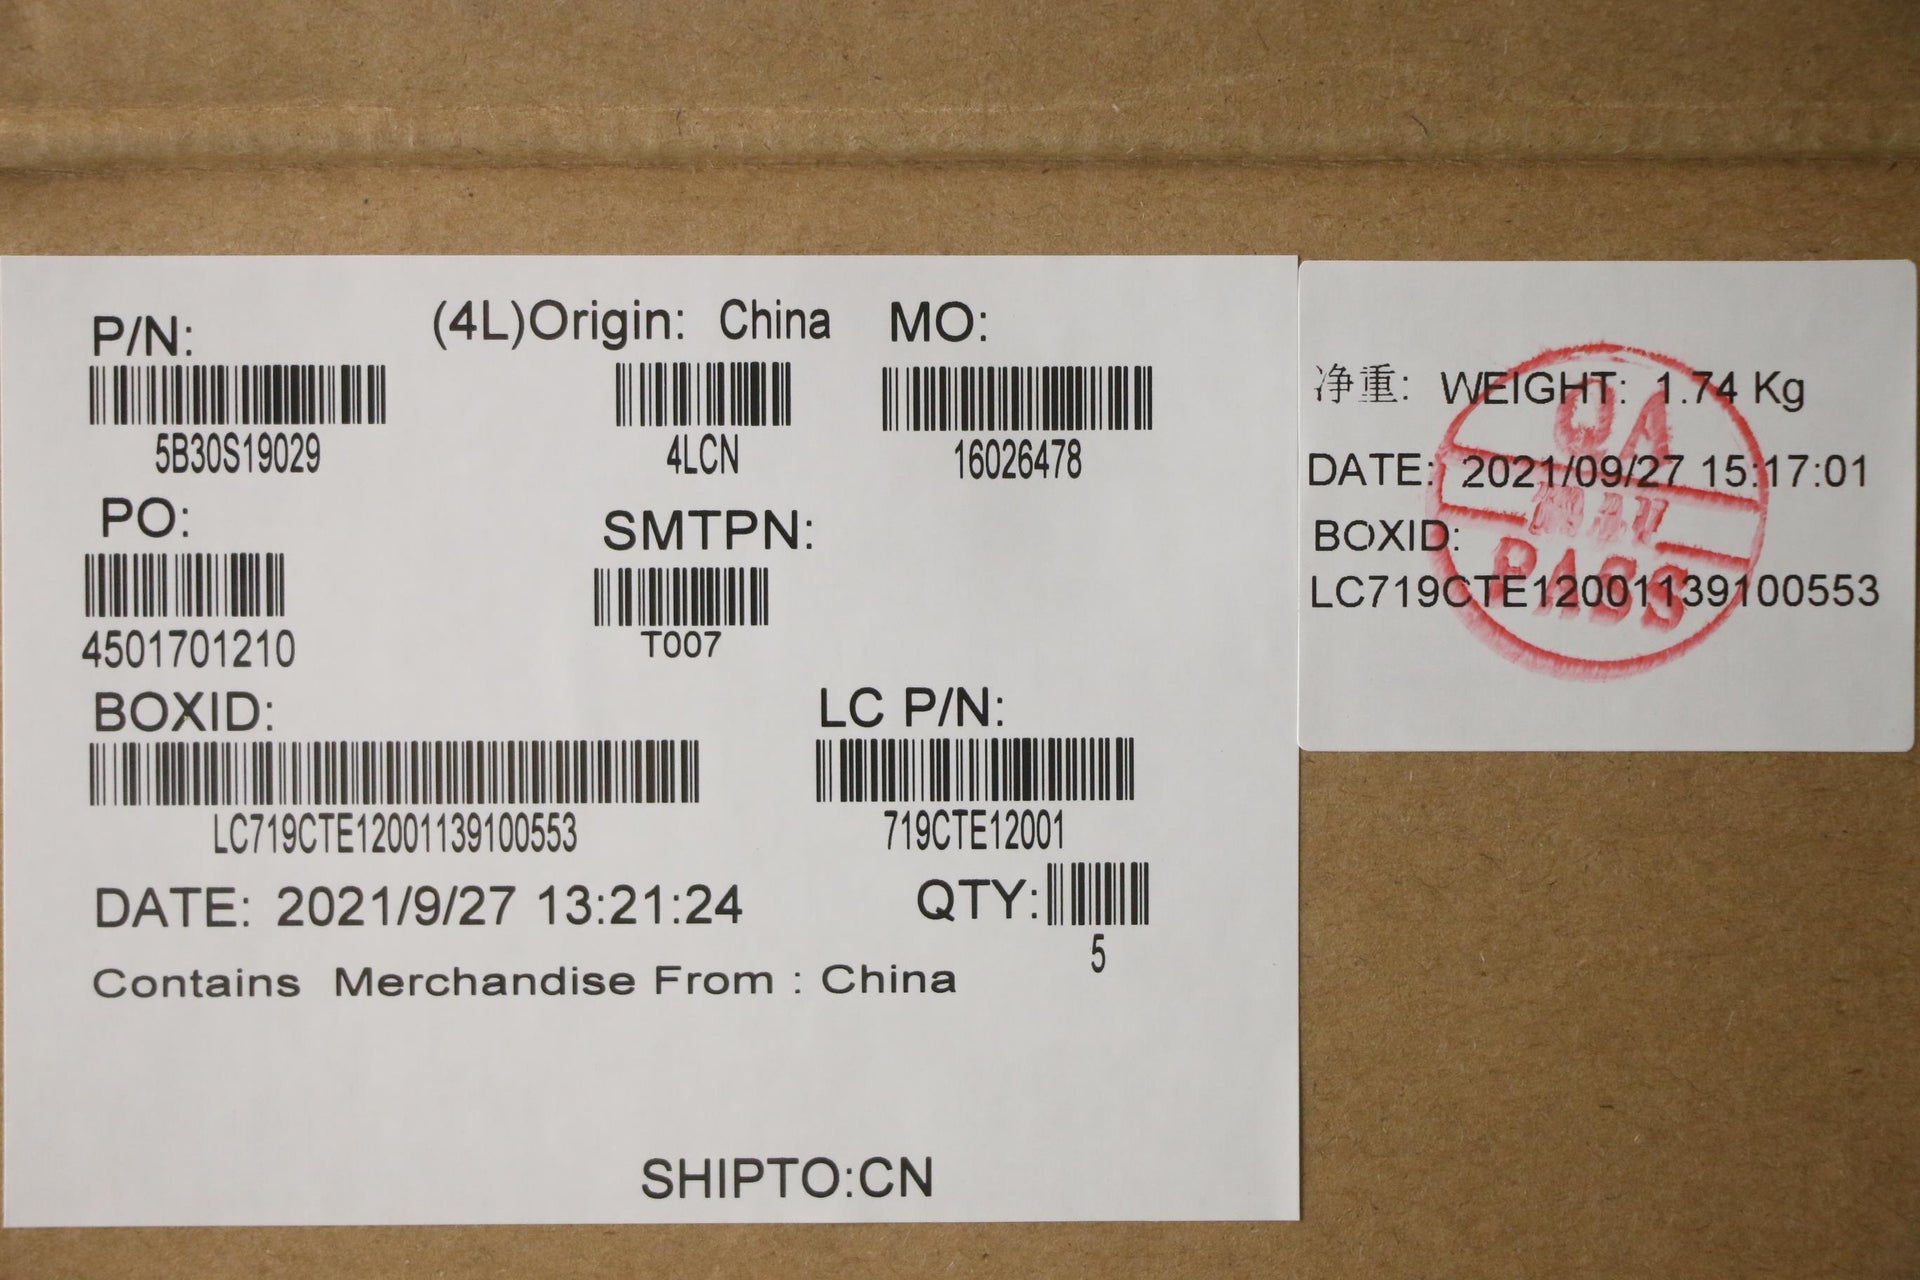 P/N:
(4L)Origin: China
MO:
5B30S19029
4LCN
16026478
PO:
SMTPN:
4501701210
T007
BOXID:
LC P/N:
LC719CTE12001139100553
719CTE12001
DATE: 2021/9/27 13:21:24
QTY:
5
Contains Merchandise From : China
SHIPTO:CN
净重: WEIGHT: 1.74 Kg
DATE: 2021/09/27 15:17:01
BOXID:
LC719CTE12001139100553
QA
PASS